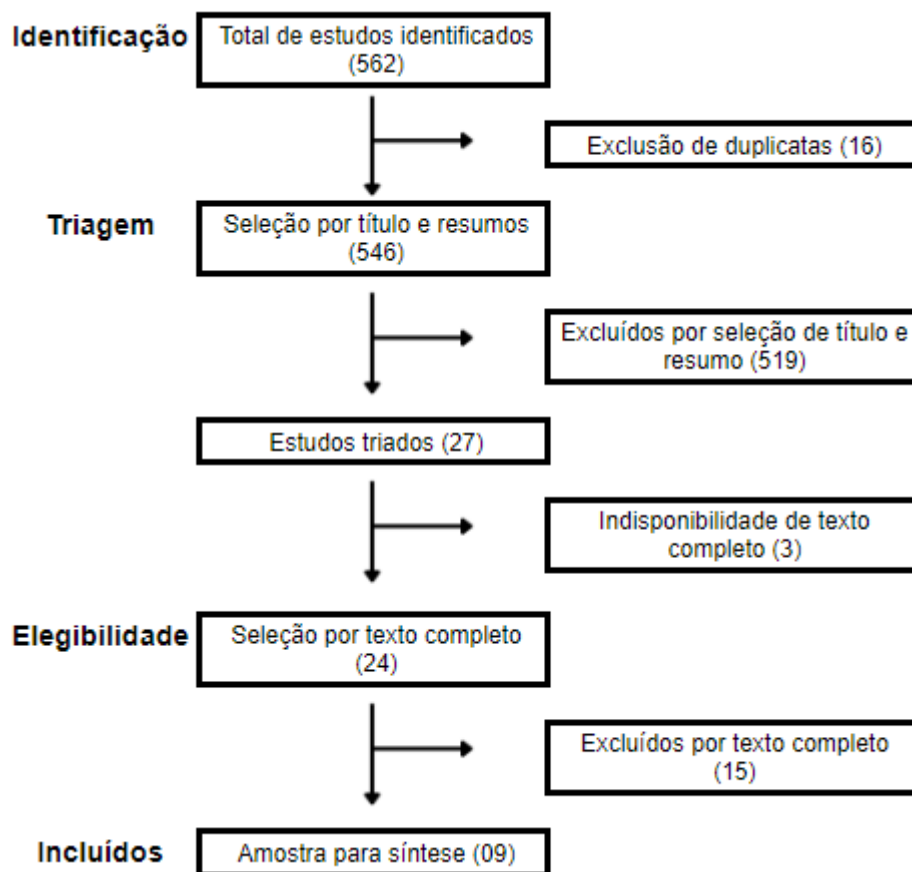 Identificação
Total de estudos identificados
(562)
Exclusão de duplicatas (16)
Triagem
Seleção por título e resumos
(546)
Excluídos por seleção de título e
resumo (519)
Estudos triados (27)
Indisponibilidade de texto
completo (3)
Elegibilidade
Seleção por texto completo
(24)
Excluídos por texto completo
(15)
Incluídos
Amostra para síntese (09)